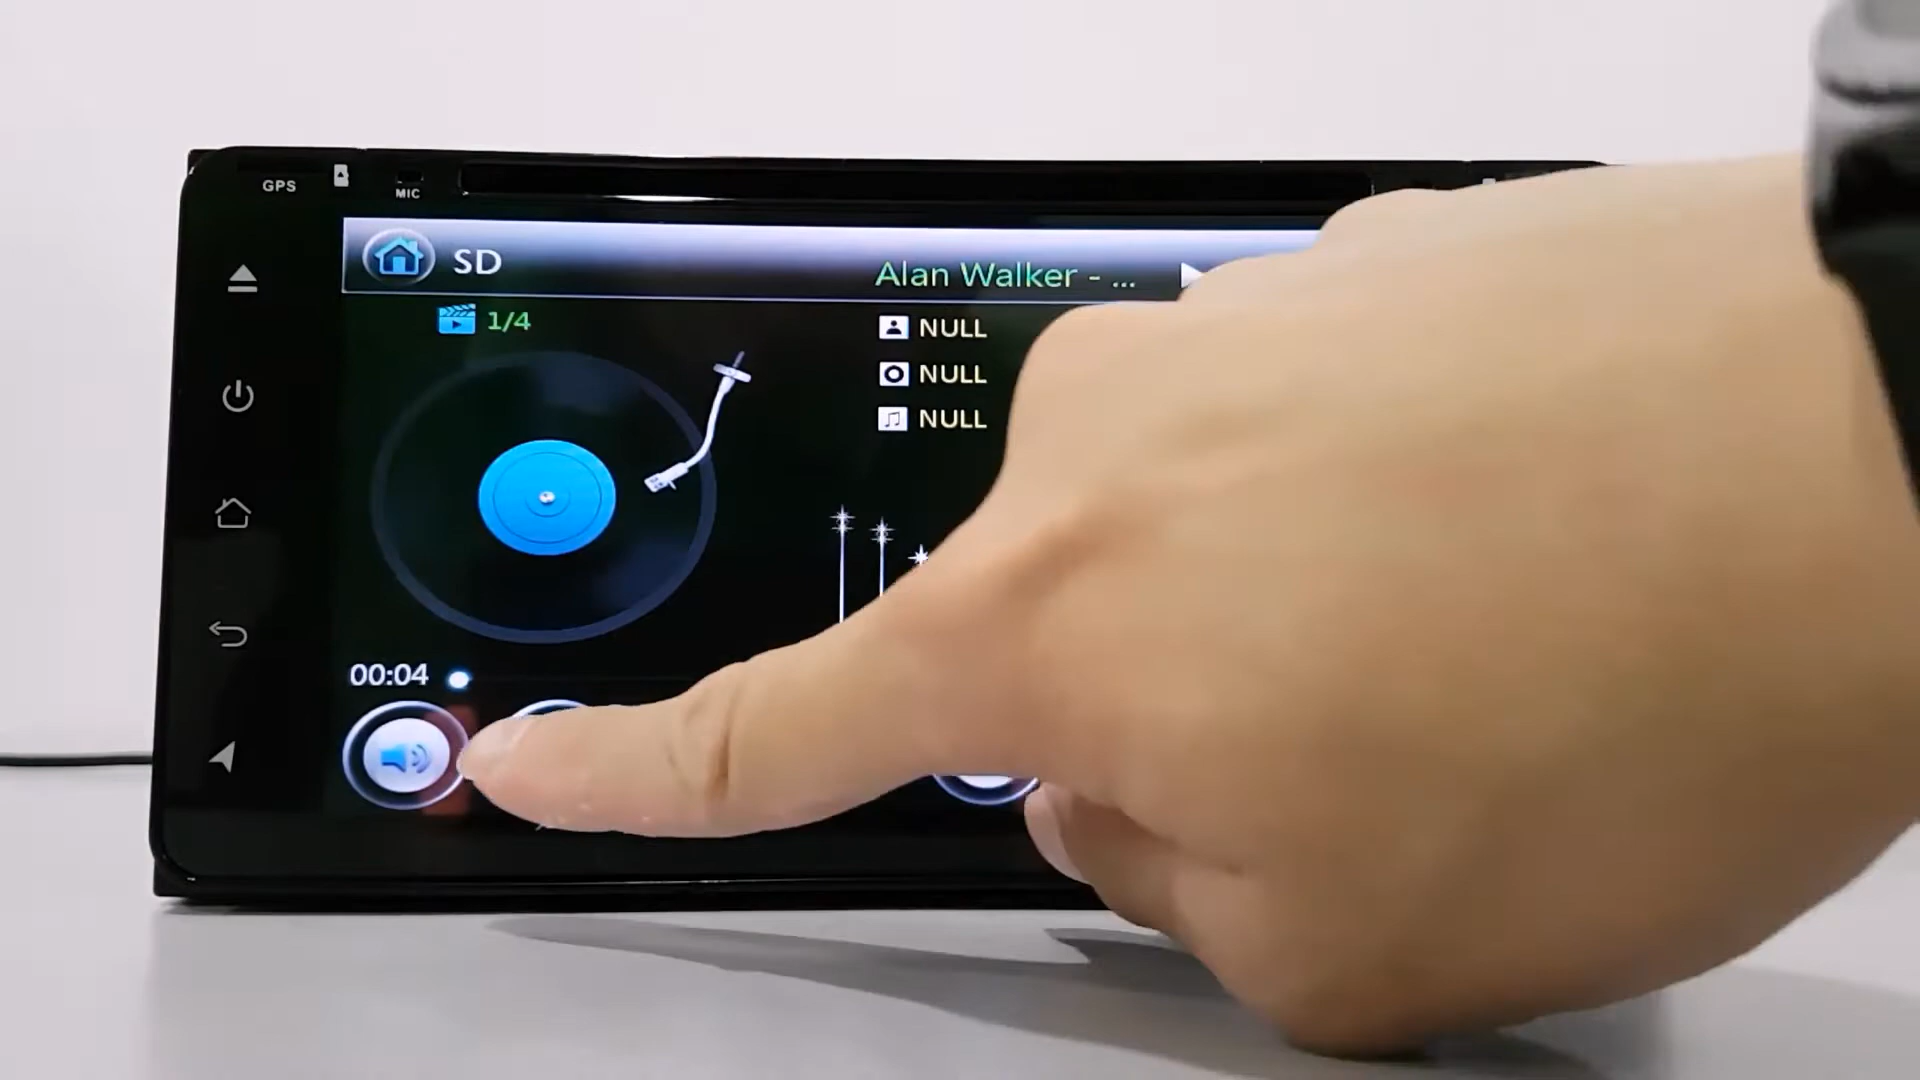 GPS
MIC
SD
Alan Walker - ...
1/4
NULL
NULL
NULL
00:04